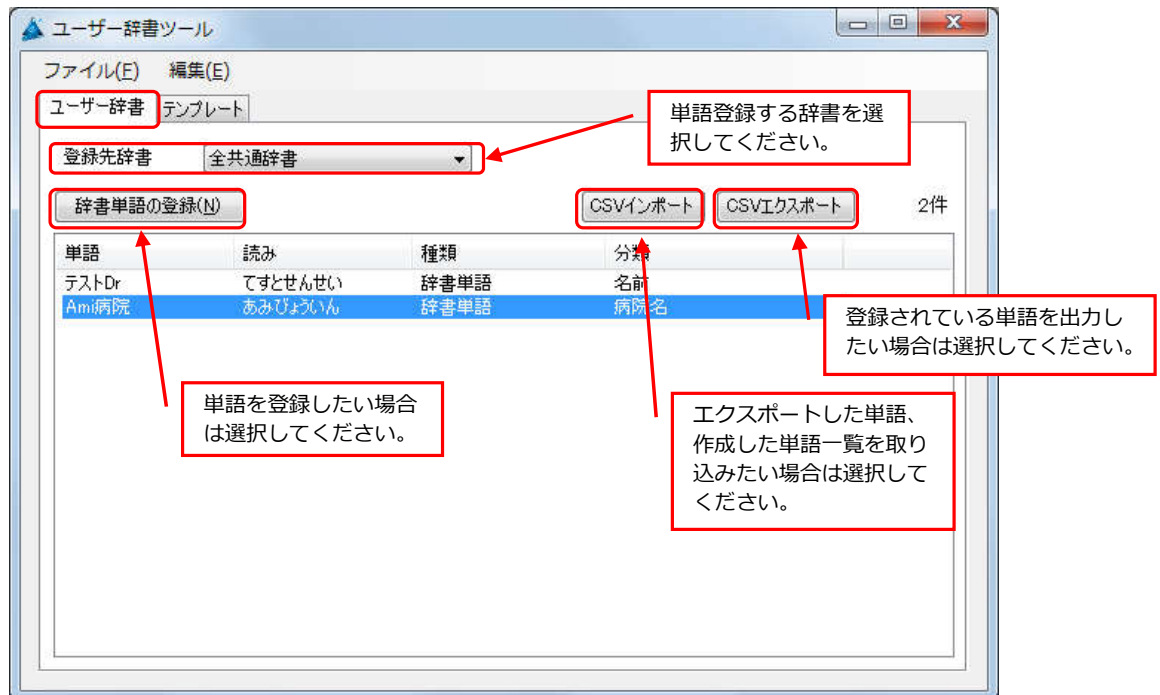 ユーザー辞書ツール
ファイル(F) 編集(E)
ユーザー辞書 テンプレート
単語登録する辞書を選
択してください。
登録先辞書 全共通辞書
辞書単語の登録(N) CSVインポート CSVエクスポート 2件
単語 読み 種類 分類
テストDr てすとせんせい 辞書単語 名前
Ami病院 あみびょういん 辞書単語 病院名
登録されている単語を出力し
たい場合は選択してください。
単語を登録したい場合
は選択してください。
エクスポートした単語、
作成した単語一覧を取り
込みたい場合は選択して
ください。